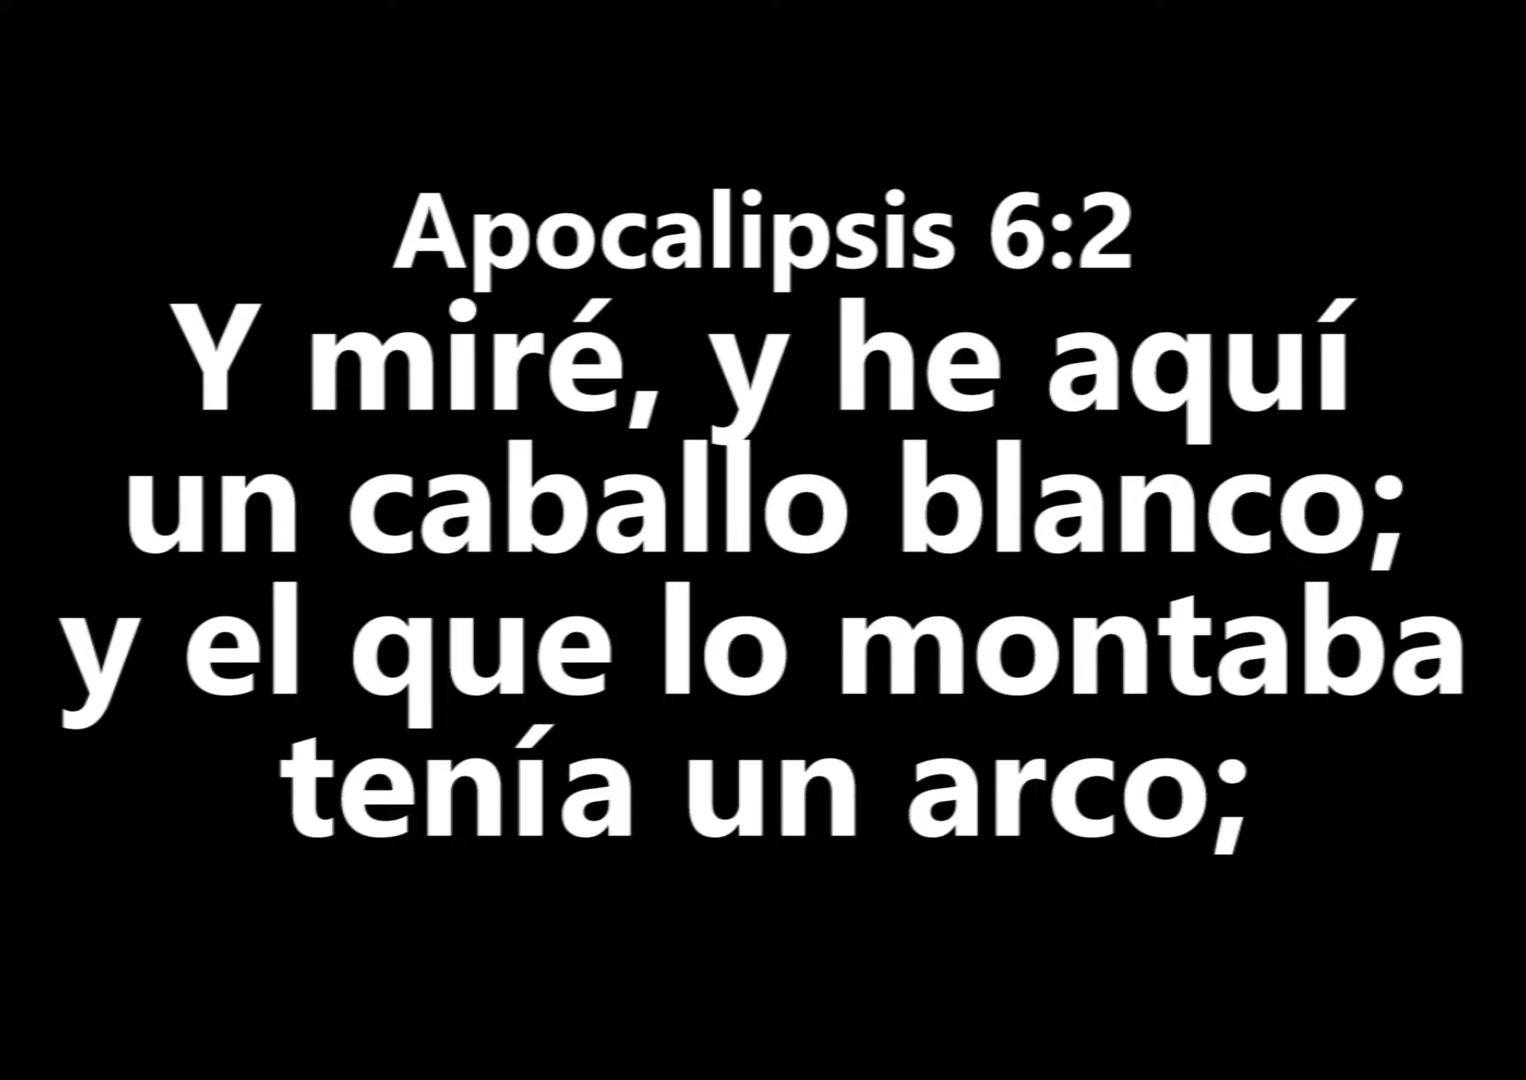 Apocalipsis 6:2
Y miré, y he aquí
un caballo blanco;
y el que lo montaba
tenía un arco;